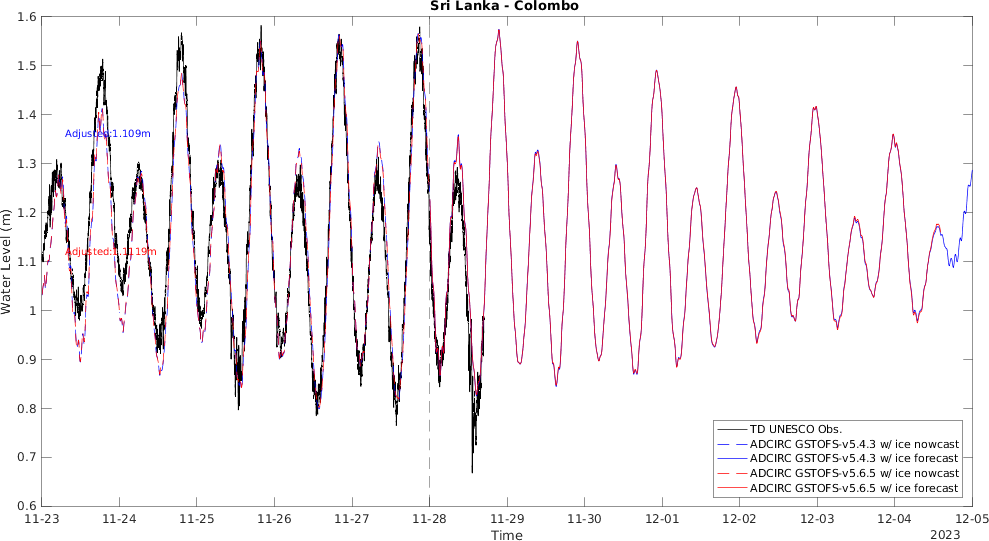 Sri Lanka - Colombo
1.6
1.5
1.4
1.3
1.2
1.1
1
0.9
0.8
0.7
0.6
Water Level (m)
Adjusted:1.109m
Adjusted:1.1119m
TD UNESCO Obs.
ADCIRC GSTOFS-v5.4.3 w/ ice nowcast
ADCIRC GSTOFS-v5.4.3 w/ ice forecast
ADCIRC GSTOFS-v5.6.5 w/ ice nowcast
ADCIRC GSTOFS-v5.6.5 w/ ice forecast
11-23 11-24 11-25 11-26 11-27 11-28 11-29 11-30 12-01 12-02 12-03 12-04 12-05
Time
2023